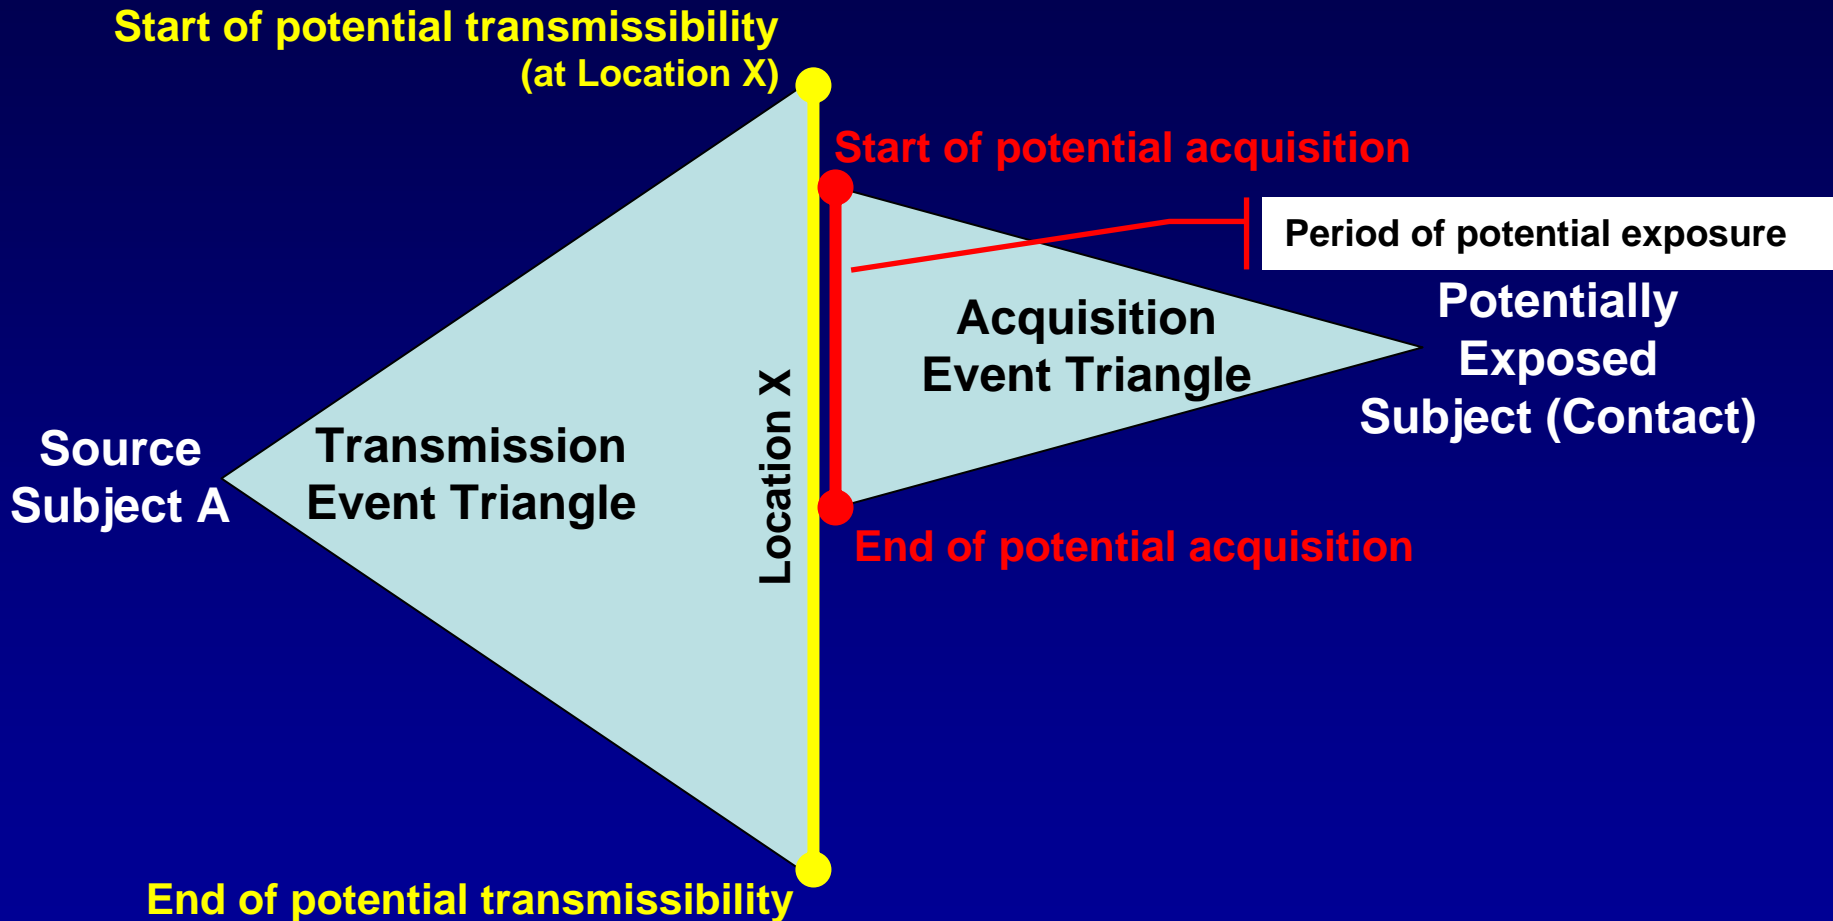 Start of potential transmissibility
(at Location X)
Start of potential acquisition
Period of potential exposure
Potentially
Exposed
Subject (Contact)
Acquisition
Event Triangle
Location X
Source
Subject A
Transmission
Event Triangle
End of potential acquisition
End of potential transmissibility